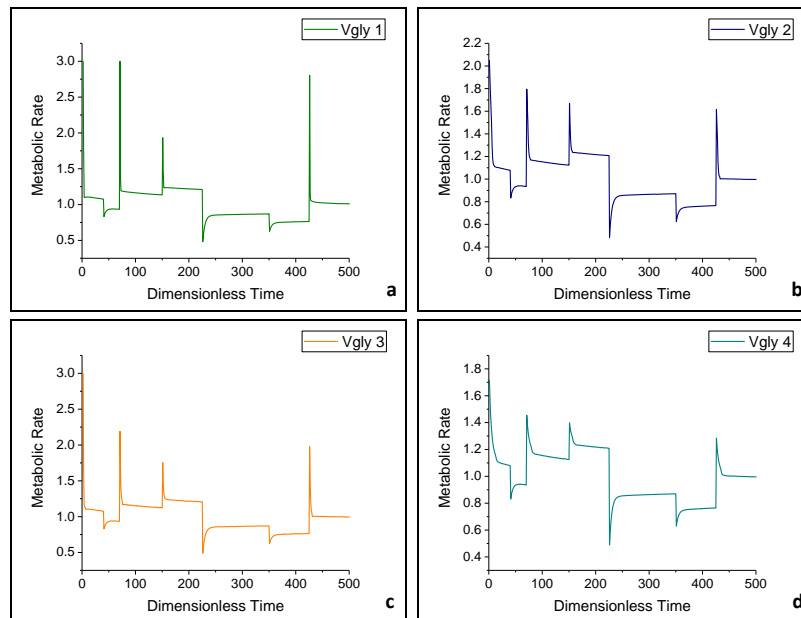 Vgly 1
3.0
2.5
2.0
1.5
1.0
0.5
Metabolic Rate
0 100 200 300 400 500
Dimensionless Time
a
Vgly 2
2.2
2.0
1.8
1.6
1.4
1.2
1.0
0.8
0.6
0.4
Metabolic Rate
0 100 200 300 400 500
Dimensionless Time
b
Vgly 3
3.0
2.5
2.0
1.5
1.0
0.5
Metabolic Rate
0 100 200 300 400 500
Dimensionless Time
c
Vgly 4
1.8
1.6
1.4
1.2
1.0
0.8
0.6
0.4
Metabolic Rate
0 100 200 300 400 500
Dimensionless Time
d